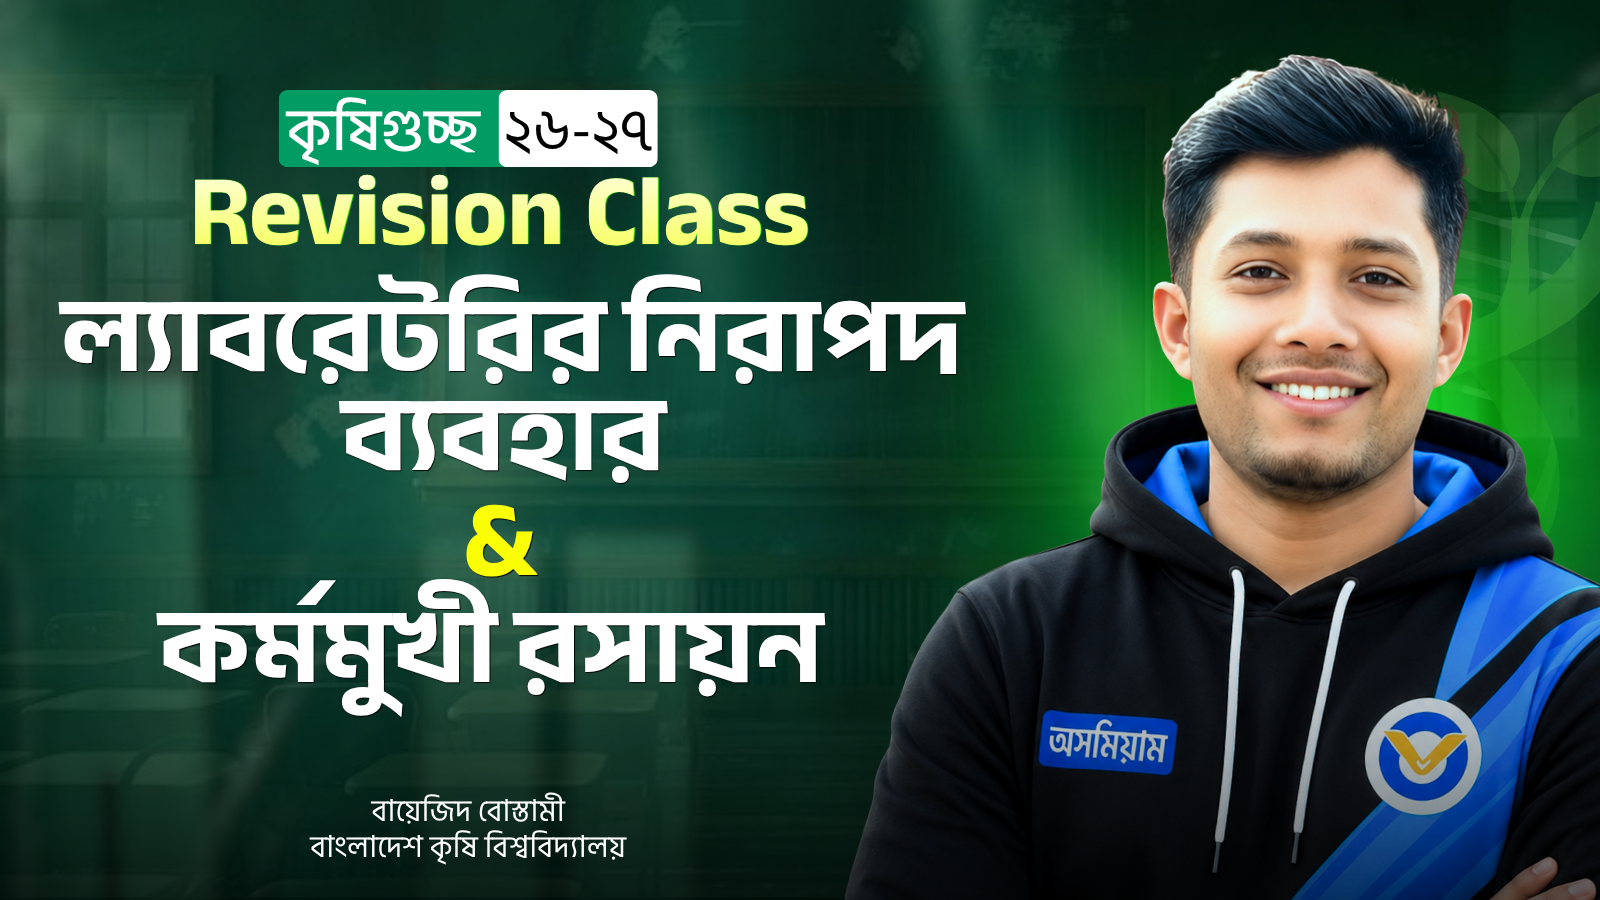 কৃষিগুচ্ছ ২৬-২৭
Revision Class
ল্যাবরেটরির নিরাপদ
ব্যবহার
&
কর্মমুখী রসায়ন
অসমিয়াম
বায়েজিদ বোস্তামী
বাংলাদেশ কৃষি বিশ্ববিদ্যালয়